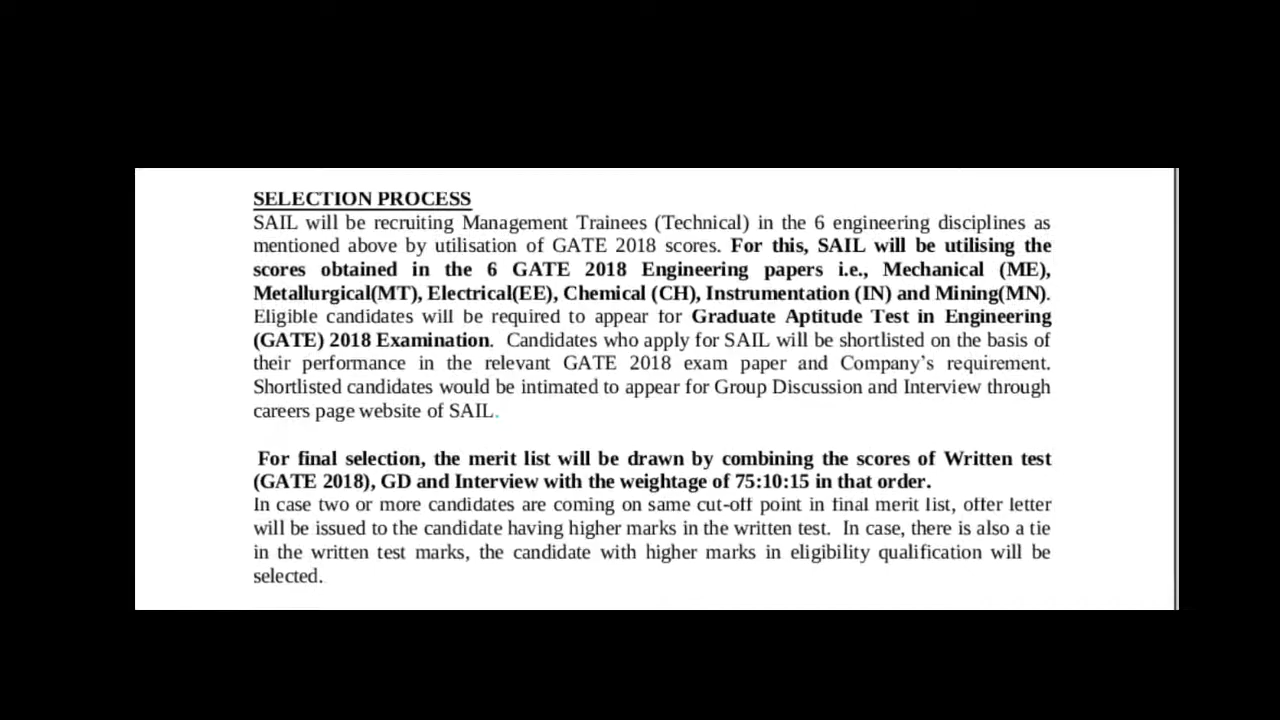 SELECTION PROCESS
SAIL will be recruiting Management Trainees (Technical) in the 6 engineering disciplines as
mentioned above by utilisation of GATE 2018 scores. For this, SAIL will be utilising the
scores obtained in the 6 GATE 2018 Engineering papers i.e., Mechanical (ME),
Metallurgical(MT), Electrical(EE), Chemical (CH), Instrumentation (IN) and Mining(MN).
Eligible candidates will be required to appear for Graduate Aptitude Test in Engineering
(GATE) 2018 Examination. Candidates who apply for SAIL will be shortlisted on the basis of
their performance in the relevant GATE 2018 exam paper and Company's requirement.
Shortlisted candidates would be intimated to appear for Group Discussion and Interview through
careers page website of SAIL.
For final selection, the merit list will be drawn by combining the scores of Written test
(GATE 2018), GD and Interview with the weightage of 75:10:15 in that order.
In case two or more candidates are coming on same cut-off point in final merit list, offer letter
will be issued to the candidate having higher marks in the written test. In case, there is also a tie
in the written test marks, the candidate with higher marks in eligibility qualification will be
selected.